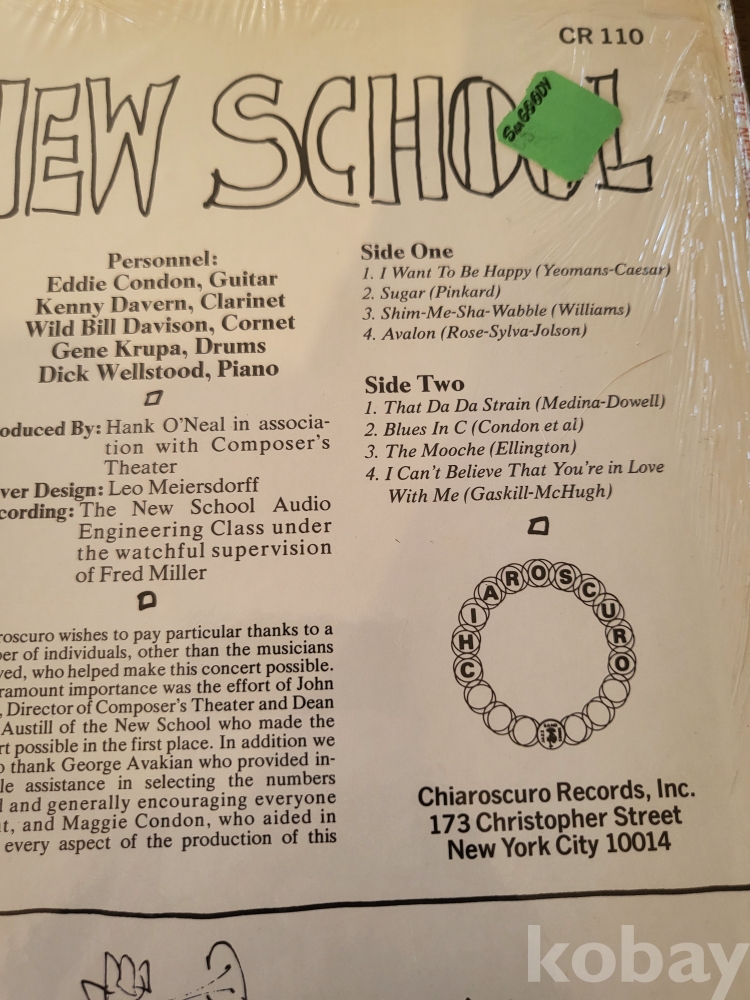 CR 110
NEW SCHOOL
SamGOODY
Personnel:
Eddie Condon, Guitar
Kenny Davern, Clarinet
Wild Bill Davison, Cornet
Gene Krupa, Drums
Dick Wellstood, Piano
oduced By: Hank O'Neal in associa-
tion with Composer's
Theater
ver Design: Leo Meiersdorff
cording: The New School Audio
Engineering Class under
the watchful supervision
of Fred Miller
roscuro wishes to pay particular thanks to a
er of individuals, other than the musicians
ved, who helped make this concert possible.
ramount importance was the effort of John
, Director of Composer's Theater and Dean
Austill of the New School who made the
rt possible in the first place. In addition we
o thank George Avakian who provided in-
le assistance in selecting the numbers
d and generally encouraging everyone
t, and Maggie Condon, who aided in
every aspect of the production of this
Side One
1. I Want To Be Happy (Yeomans-Caesar)
2. Sugar (Pinkard)
3. Shim-Me-Sha-Wabble (Williams)
4. Avalon (Rose-Sylva-Jolson)
Side Two
1. That Da Da Strain (Medina-Dowell)
2. Blues In C (Condon et al)
3. The Mooche (Ellington)
4. I Can't Believe That You're in Love
With Me (Gaskill-McHugh)
CHIAROSCURO
Chiaroscuro Records, Inc.
173 Christopher Street
New York City 10014
kobay